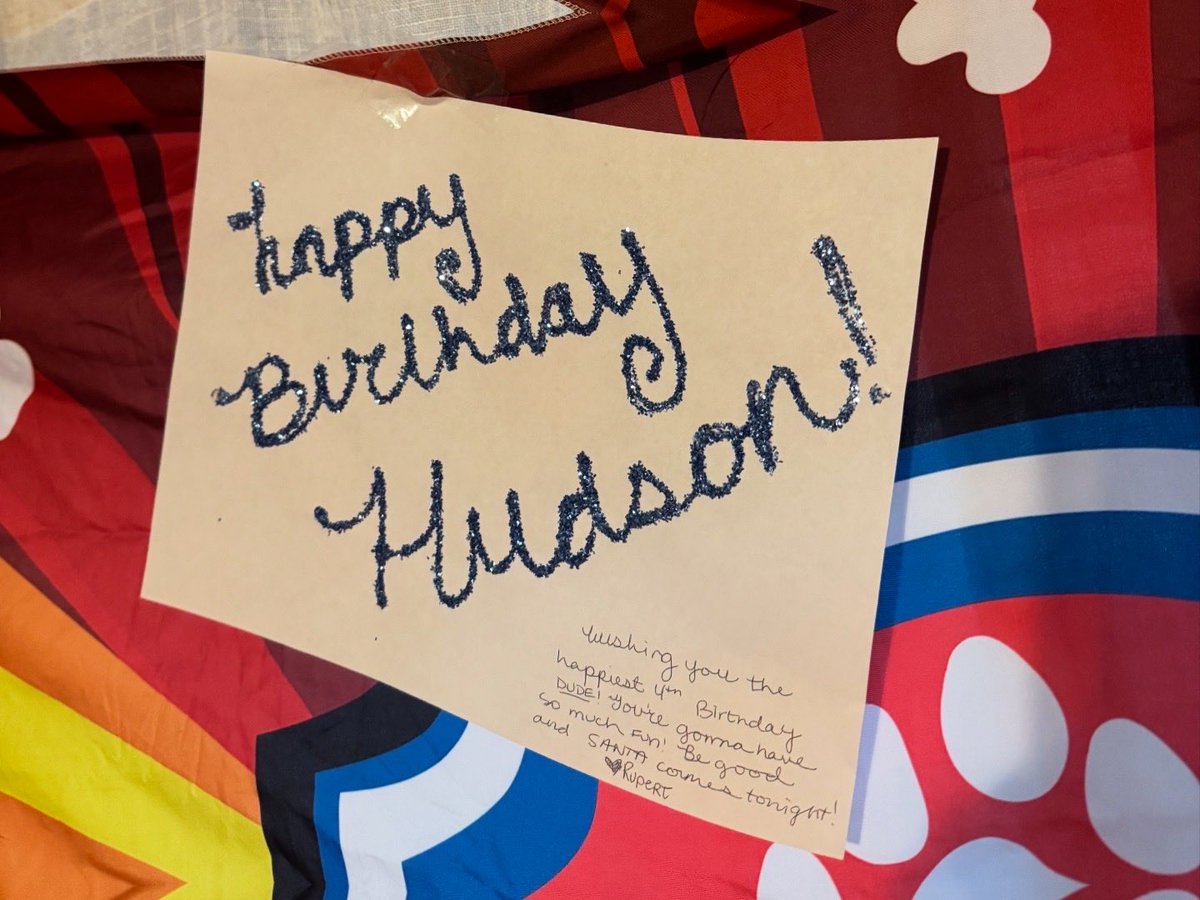 happy
Birthday
Hudson!
Wishing you the
happiest 4th Birthday
DUDE! You're gonna have
so much FUN! Be good
and SANTA comes tonight!
♥Rupert